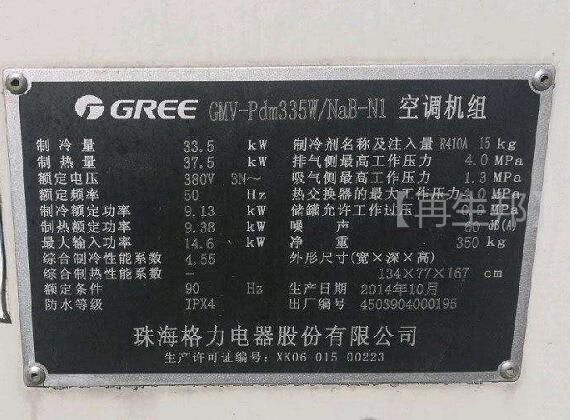 GREE GMV-Pdm335W/NaB-N1 空调机组
制冷量 33.5 kW
制热量 37.5 kW
额定电压 380V 3N～
额定频率 50 Hz
制冷额定功率 9.13 kW
制热额定功率 9.38 kW
最大输入功率 14.6 kW
综合制冷性能系数 4.55
综合制热性能系数 -
额定条件 90 Hz
防水等级 IPX4
制冷剂名称及注入量 R410A 15kg
排气侧最高工作压力 4.0 MPa
吸气侧最高工作压力 1.3 MPa
热交换器的最大工作压力 4.0 MPa
储罐允许工作过压 MPa
噪声 dB(A)
净重 350kg
外形尺寸(宽×深×高)
134×77×167 cm
生产日期 2014年10月
出厂编号 4503904000195
珠海格力电器股份有限公司
生产许可证编号: XK06 015 00223
【再生邦】